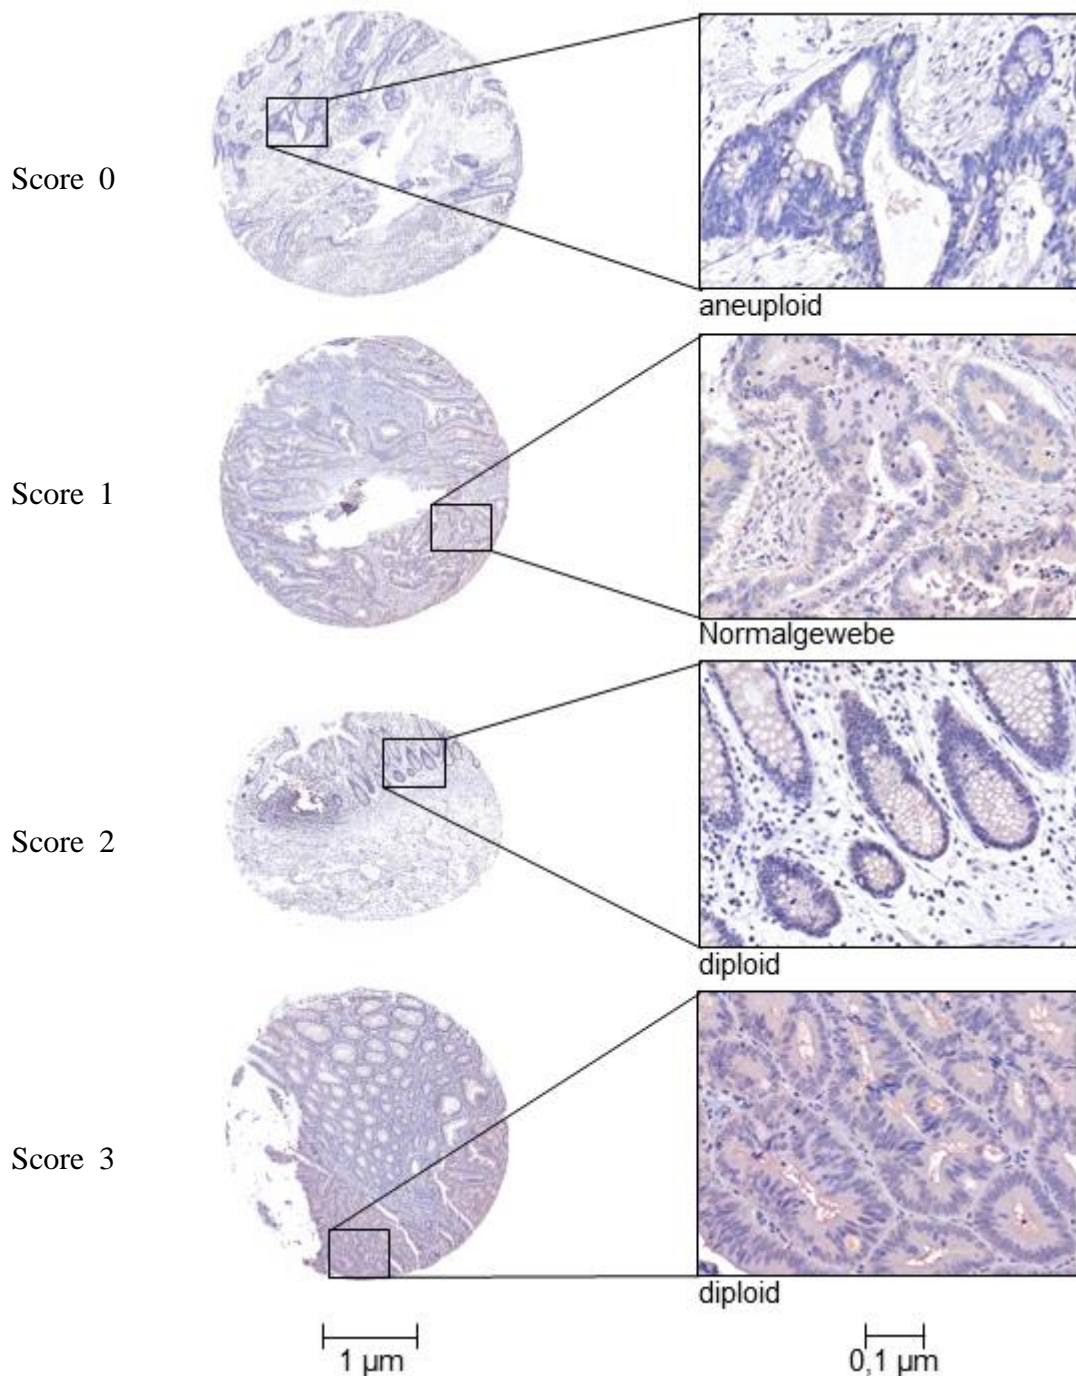 Score 0
aneuploid
Score 1
Normalgewebe
Score 2
diploid
Score 3
diploid
1 µm
0,1 µm